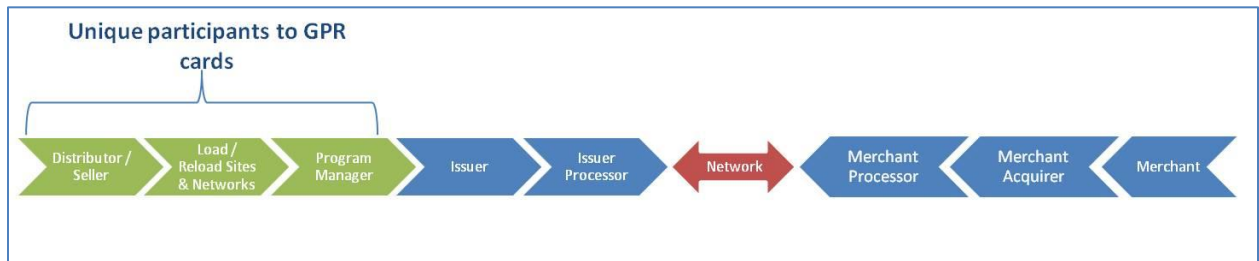 Unique participants to GPR
cards
Distributor /
Seller
Load /
Reload Sites
& Networks
Program
Manager
Issuer
Issuer
Processor
Network
Merchant
Processor
Merchant
Acquirer
Merchant